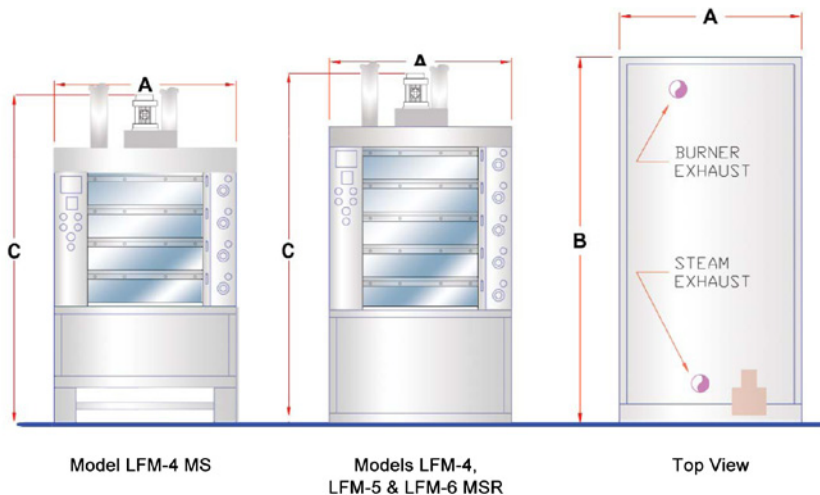 A
A
A
C
C
B
BURNER
EXHAUST
STEAM
EXHAUST
Model LFM-4 MS
Models LFM-4,
LFM-5 & LFM-6 MSR
Top View